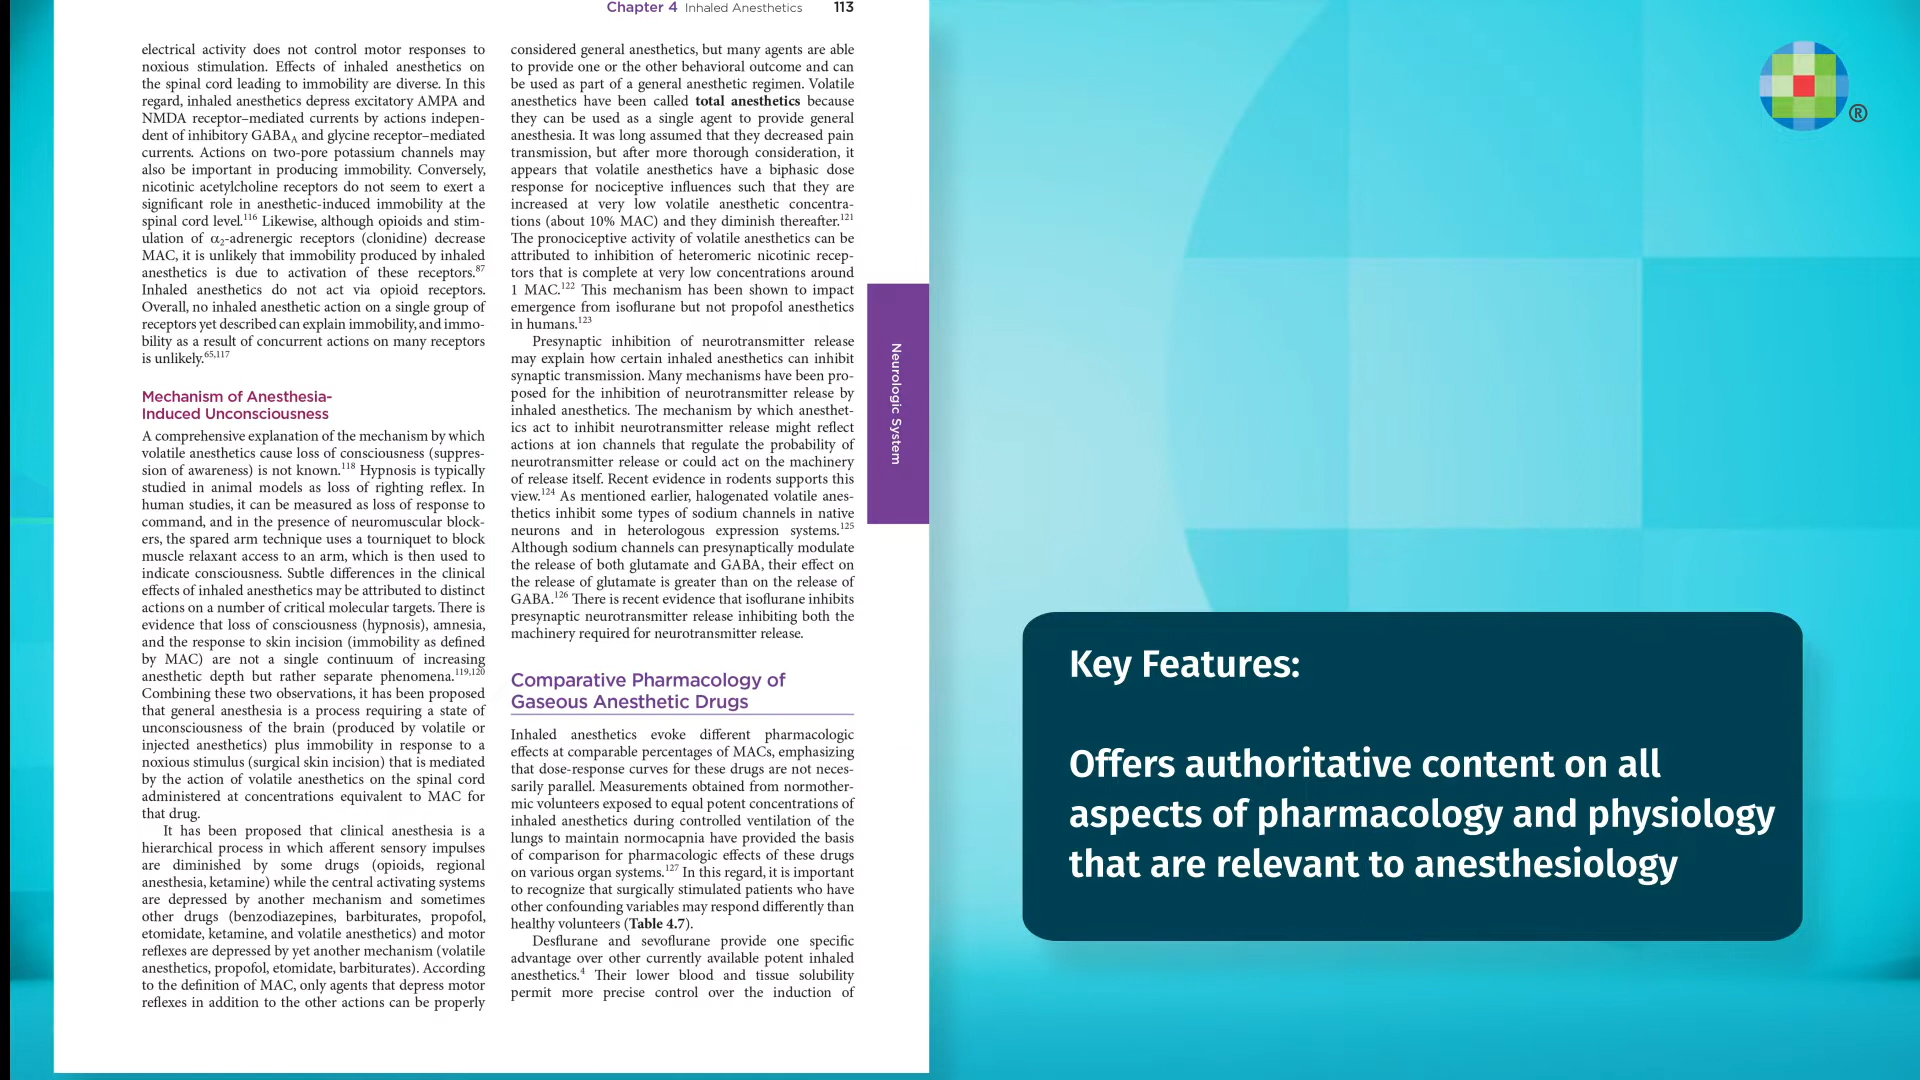 Chapter 4 Inhaled Anesthetics 113
electrical activity does not control motor responses to
noxious stimulation. Effects of inhaled anesthetics on
the spinal cord leading to immobility are diverse. In this
regard, inhaled anesthetics depress excitatory AMPA and
NMDA receptor–mediated currents by actions indepen-
dent of inhibitory GABAA and glycine receptor–mediated
currents. Actions on two-pore potassium channels may
also be important in producing immobility. Conversely,
nicotinic acetylcholine receptors do not seem to exert a
significant role in anesthetic-induced immobility at the
spinal cord level.116 Likewise, although opioids and stim-
ulation of α2-adrenergic receptors (clonidine) decrease
MAC, it is unlikely that immobility produced by inhaled
anesthetics is due to activation of these receptors.87
Inhaled anesthetics do not act via opioid receptors.
Overall, no inhaled anesthetic action on a single group of
receptors yet described can explain immobility, and immo-
bility as a result of concurrent actions on many receptors
is unlikely.65,117
Mechanism of Anesthesia-
Induced Unconsciousness
A comprehensive explanation of the mechanism by which
volatile anesthetics cause loss of consciousness (suppres-
sion of awareness) is not known.118 Hypnosis is typically
studied in animal models as loss of righting reflex. In
human studies, it can be measured as loss of response to
command, and in the presence of neuromuscular block-
ers, the spared arm technique uses a tourniquet to block
muscle relaxant access to an arm, which is then used to
indicate consciousness. Subtle differences in the clinical
effects of inhaled anesthetics may be attributed to distinct
actions on a number of critical molecular targets. There is
evidence that loss of consciousness (hypnosis), amnesia,
and the response to skin incision (immobility as defined
by MAC) are not a single continuum of increasing
anesthetic depth but rather separate phenomena.119,120
Combining these two observations, it has been proposed
that general anesthesia is a process requiring a state of
unconsciousness of the brain (produced by volatile or
injected anesthetics) plus immobility in response to a
noxious stimulus (surgical skin incision) that is mediated
by the action of volatile anesthetics on the spinal cord
administered at concentrations equivalent to MAC for
that drug.
It has been proposed that clinical anesthesia is a
hierarchical process in which afferent sensory impulses
are diminished by some drugs (opioids, regional
anesthesia, ketamine) while the central activating systems
are depressed by another mechanism and sometimes
other drugs (benzodiazepines, barbiturates, propofol,
etomidate, ketamine, and volatile anesthetics) and motor
reflexes are depressed by yet another mechanism (volatile
anesthetics, propofol, etomidate, barbiturates). According
to the definition of MAC, only agents that depress motor
reflexes in addition to the other actions can be properly
considered general anesthetics, but many agents are able
to provide one or the other behavioral outcome and can
be used as part of a general anesthetic regimen. Volatile
anesthetics have been called total anesthetics because
they can be used as a single agent to provide general
anesthesia. It was long assumed that they decreased pain
transmission, but after more thorough consideration, it
appears that volatile anesthetics have a biphasic dose
response for nociceptive influences such that they are
increased at very low volatile anesthetic concentra-
tions (about 10% MAC) and they diminish thereafter.121
The pronociceptive activity of volatile anesthetics can be
attributed to inhibition of heteromeric nicotinic recep-
tors that is complete at very low concentrations around
1 MAC.122 This mechanism has been shown to impact
emergence from isoflurane but not propofol anesthetics
in humans.123
Presynaptic inhibition of neurotransmitter release
may explain how certain inhaled anesthetics can inhibit
synaptic transmission. Many mechanisms have been pro-
posed for the inhibition of neurotransmitter release by
inhaled anesthetics. The mechanism by which anesthet-
ics act to inhibit neurotransmitter release might reflect
actions at ion channels that regulate the probability of
neurotransmitter release or could act on the machinery
of release itself. Recent evidence in rodents supports this
view.124 As mentioned earlier, halogenated volatile anes-
thetics inhibit some types of sodium channels in native
neurons and in heterologous expression systems.125
Although sodium channels can presynaptically modulate
the release of both glutamate and GABA, their effect on
the release of glutamate is greater than on the release of
GABA.126 There is recent evidence that isoflurane inhibits
presynaptic neurotransmitter release inhibiting both the
machinery required for neurotransmitter release.
Comparative Pharmacology of
Gaseous Anesthetic Drugs
Inhaled anesthetics evoke different pharmacologic
effects at comparable percentages of MACs, emphasizing
that dose-response curves for these drugs are not neces-
sarily parallel. Measurements obtained from normother-
mic volunteers exposed to equal potent concentrations of
inhaled anesthetics during controlled ventilation of the
lungs to maintain normocapnia have provided the basis
of comparison for pharmacologic effects of these drugs
on various organ systems.127 In this regard, it is important
to recognize that surgically stimulated patients who have
other confounding variables may respond differently than
healthy volunteers (Table 4.7).
Desflurane and sevoflurane provide one specific
advantage over other currently available potent inhaled
anesthetics.4 Their lower blood and tissue solubility
permit more precise control over the induction of
Neurologic System
®
Key Features:
Offers authoritative content on all
aspects of pharmacology and physiology
that are relevant to anesthesiology